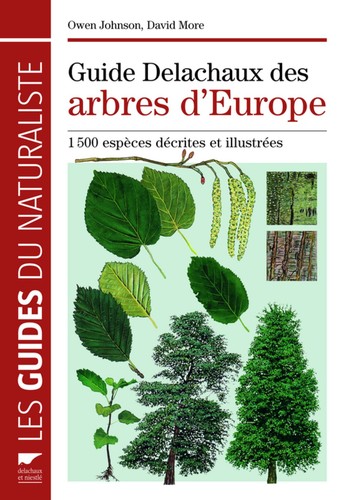 Owen Johnson, David More
Guide Delachaux des
arbres d'Europe
1 500 espèces décrites et illustrées
LES GUIDES DU NATURALISTE
delachaux
et niestlé